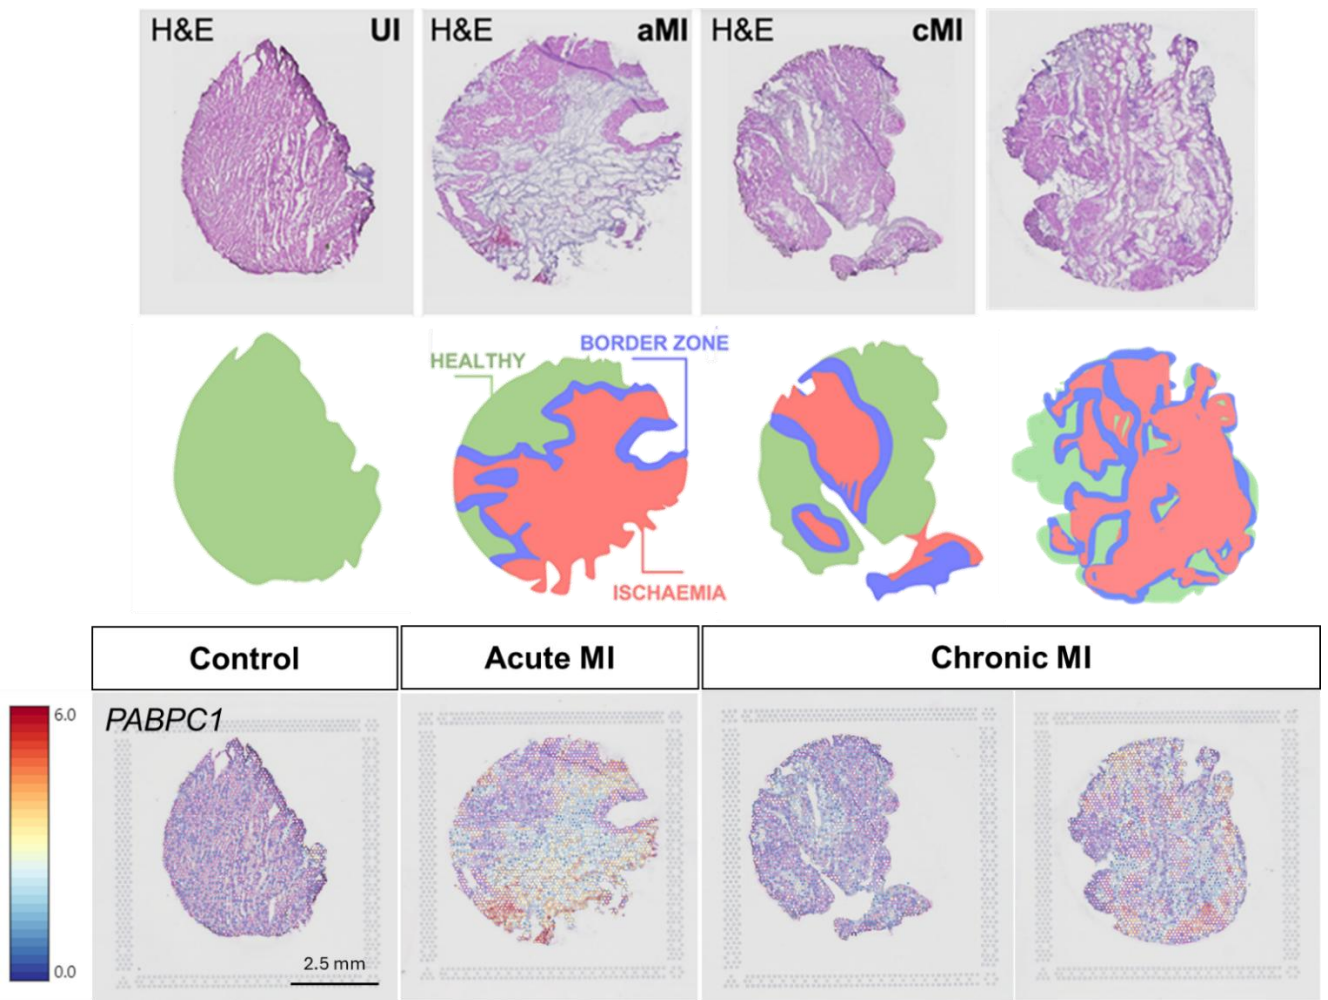 H&E UI
H&E aMI
H&E cMI
HEALTHY
BORDER ZONE
ISCHAEMIA
Control
Acute MI
Chronic MI
6.0
0.0
PABPC1
2.5 mm